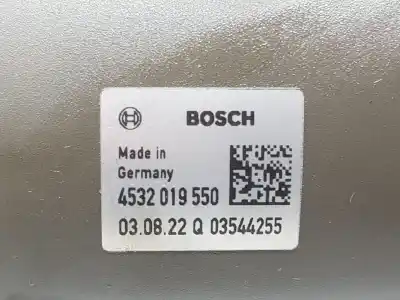 BOSCH
Made in
Germany
4532 019 550
03.08.22 Q 03544255